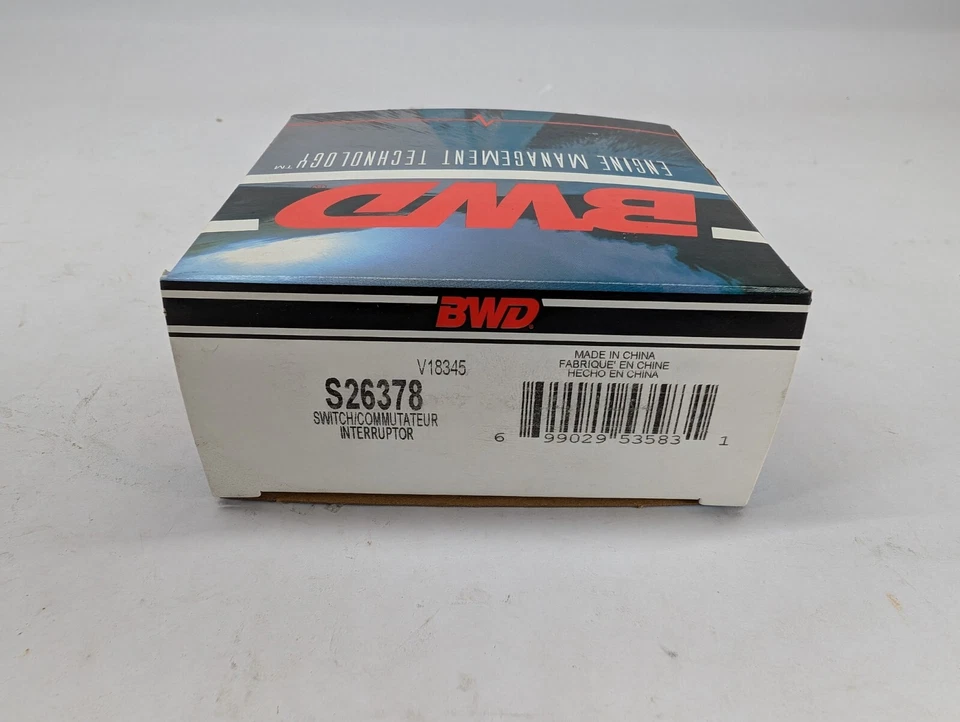 ENGINE MANAGEMENT TECHNOLOGY™
BWD
BWD®
V18345
S26378
SWITCH/COMMUTATEUR
INTERRUPTOR
MADE IN CHINA
FABRIQUE' EN CHINE
HECHO EN CHINA
6 99029 53583 1